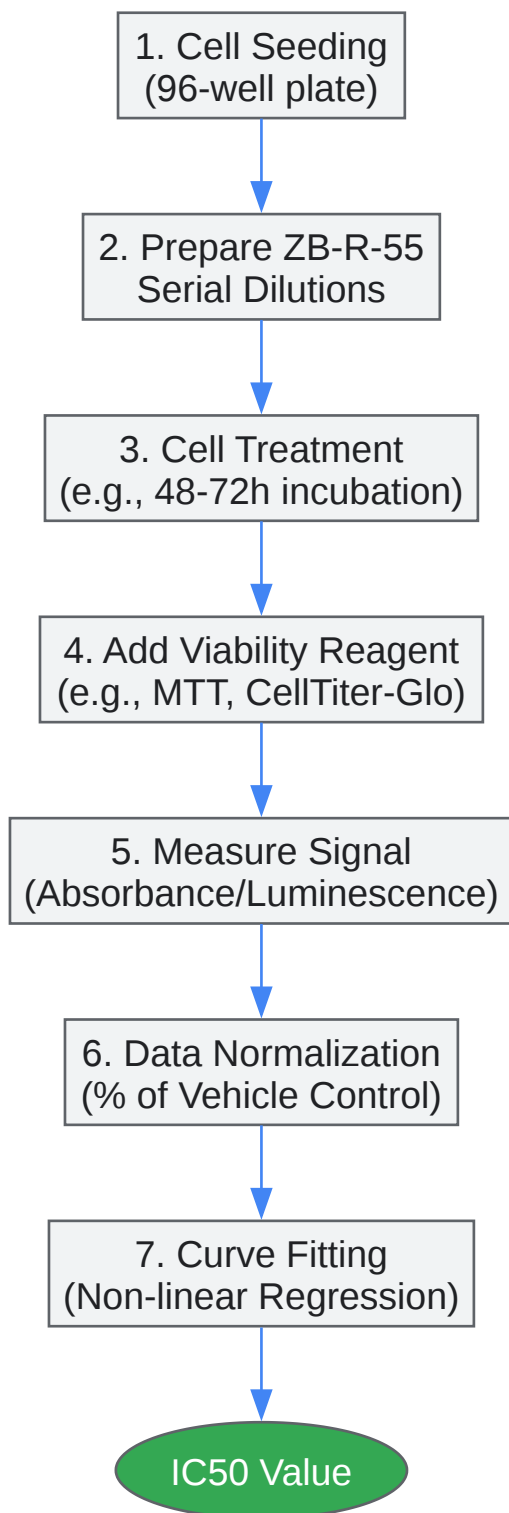 1. Cell Seeding
(96-well plate)
2. Prepare ZB-R-55
Serial Dilutions
3. Cell Treatment
(e.g., 48-72h incubation)
4. Add Viability Reagent
(e.g., MTT, CellTiter-Glo)
5. Measure Signal
(Absorbance/Luminescence)
6. Data Normalization
(% of Vehicle Control)
7. Curve Fitting
(Non-linear Regression)
IC50 Value